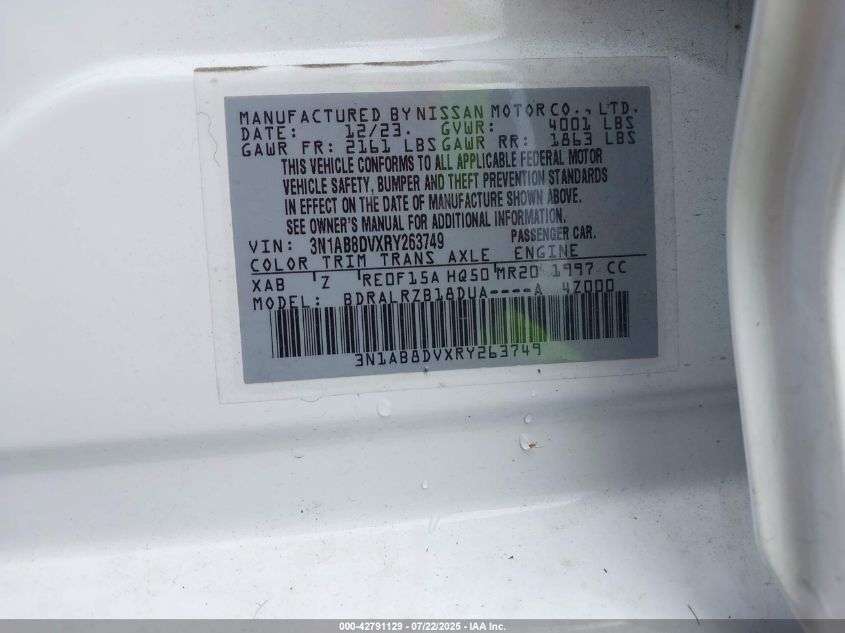 MANUFACTURED BY NISSAN MOTOR CO., LTD.
DATE: 12/23. GVWR: 4001 LBS
GAWR FR: 2161 LBS GAWR RR: 1863 LBS
THIS VEHICLE CONFORMS TO ALL APPLICABLE FEDERAL MOTOR
VEHICLE SAFETY, BUMPER AND THEFT PREVENTION STANDARDS
IN EFFECT ON THE DATE OF MANUFACTURE SHOWN ABOVE.
SEE OWNER'S MANUAL FOR ADDITIONAL INFORMATION.
VIN: 3N1AB8DVXRY263749 PASSENGER CAR.
COLOR TRIM TRANS AXLE ENGINE
XAB Z RE0F15A HQ50 MR20 1997 CC
MODEL: BDRALRZB18DUA----A 4Z000
3N1AB8DVXRY263749
000-42791129 - 07/22/2025 - IAA Inc.